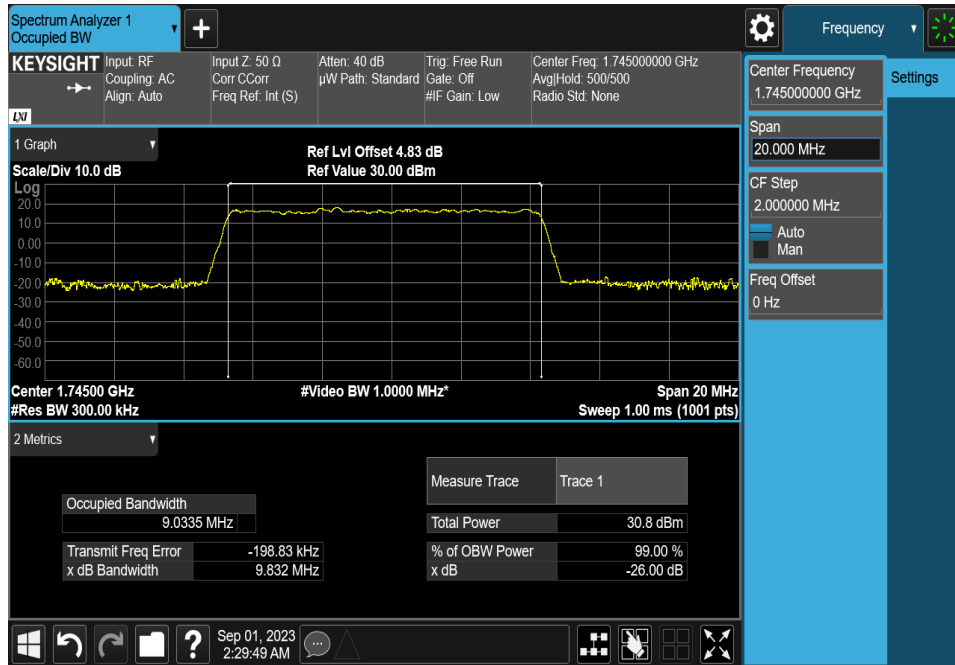 Spectrum Analyzer 1
Occupied BW
+
Frequency
KEYSIGHT
Input: RF
Coupling: AC
Align: Auto
Input Z: 50 Ω
Corr CCorr
Freq Ref: Int (S)
Atten: 40 dB
µW Path: Standard
Trig: Free Run
Gate: Off
#IF Gain: Low
Center Freq: 1.745000000 GHz
Avg|Hold: 500/500
Radio Std: None
LXI
Center Frequency
1.745000000 GHz
Settings
Span
20.000 MHz
CF Step
2.000000 MHz
Auto
Man
Freq Offset
0 Hz
1 Graph
Ref Lvl Offset 4.83 dB
Scale/Div 10.0 dB
Ref Value 30.00 dBm
Log
20.0
10.0
0.00
-10.0
-20.0
-30.0
-40.0
-50.0
-60.0
Center 1.74500 GHz
#Video BW 1.0000 MHz*
Span 20 MHz
#Res BW 300.00 kHz
Sweep 1.00 ms (1001 pts)
2 Metrics
Measure Trace
Trace 1
Occupied Bandwidth
9.0335 MHz
Total Power
30.8 dBm
Transmit Freq Error
-198.83 kHz
% of OBW Power
99.00 %
x dB Bandwidth
9.832 MHz
x dB
-26.00 dB
?
Sep 01, 2023
2:29:49 AM